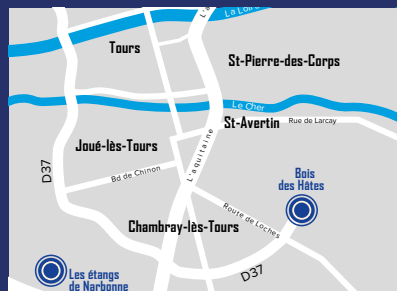 L'a
La Loire
Tours
St-Pierre-des-Corps
Le Cher
St-Avertin
Rue de Larcay
Joué-lès-Tours
L'aquitaine
D37
Bd de Chinon
Bois
des Hâtes
Route de Loches
Chambray-lès-Tours
D37
Les étangs
de Narbonne